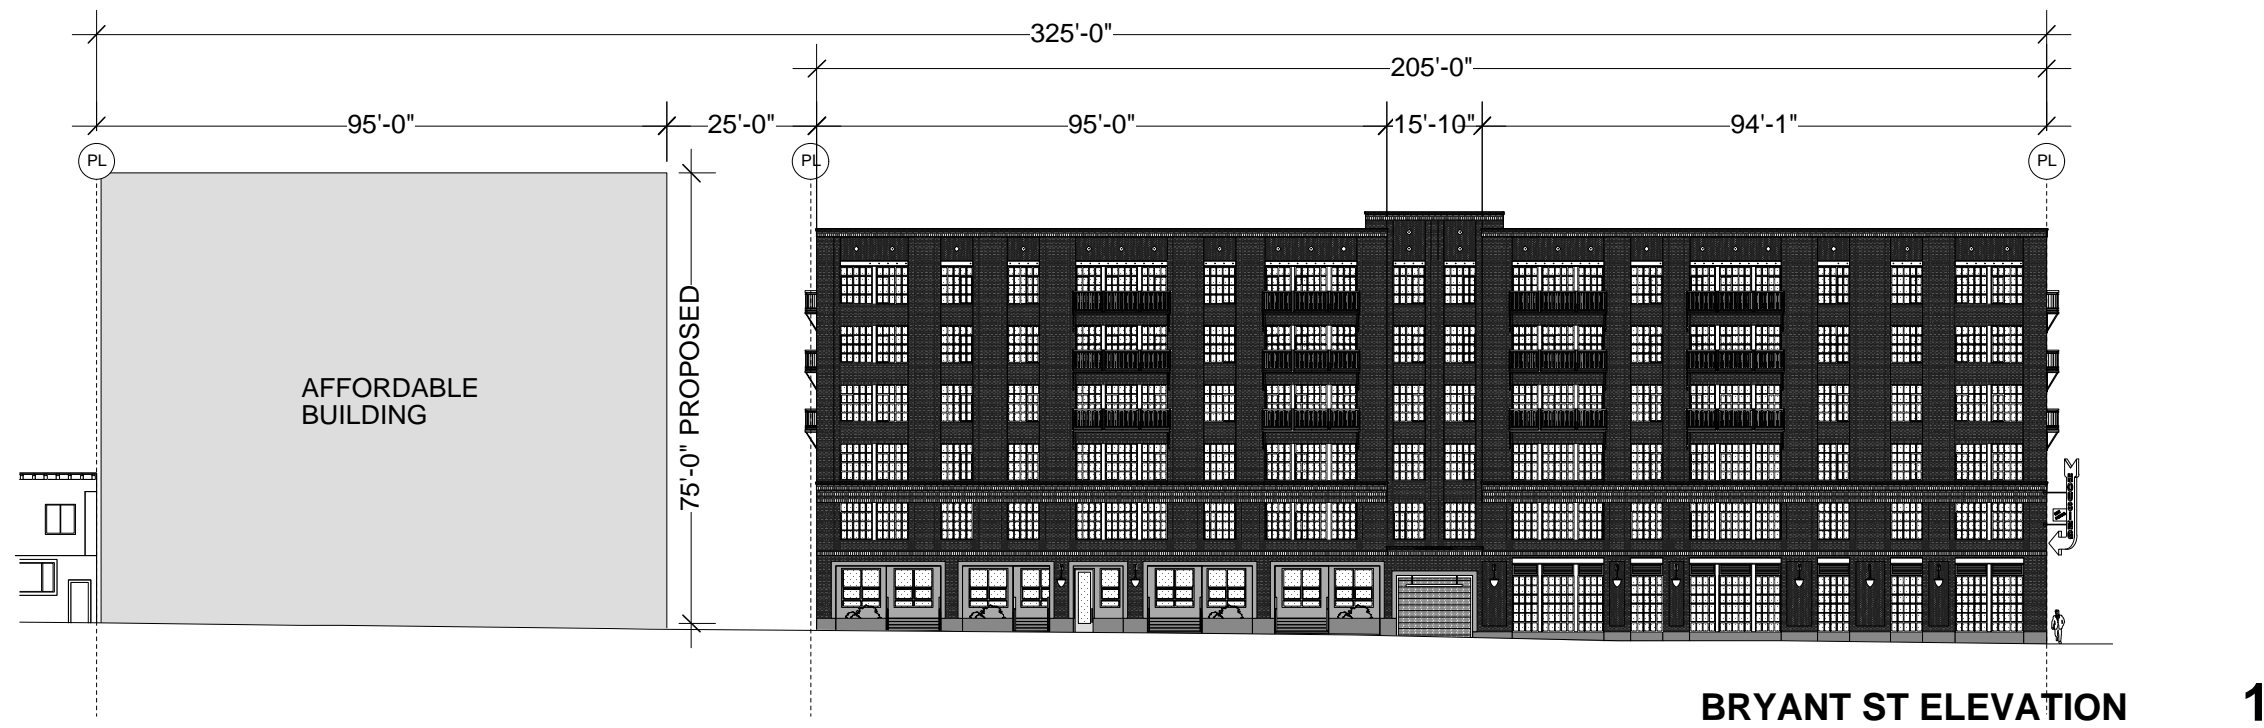 325'-0"
205'-0"
95'-0"
25'-0"
95'-0"
15'-10"
94'-1"
PL
PL
PL
75'-0" PROPOSED
AFFORDABLE
BUILDING
BRYANT ST ELEVATION
1